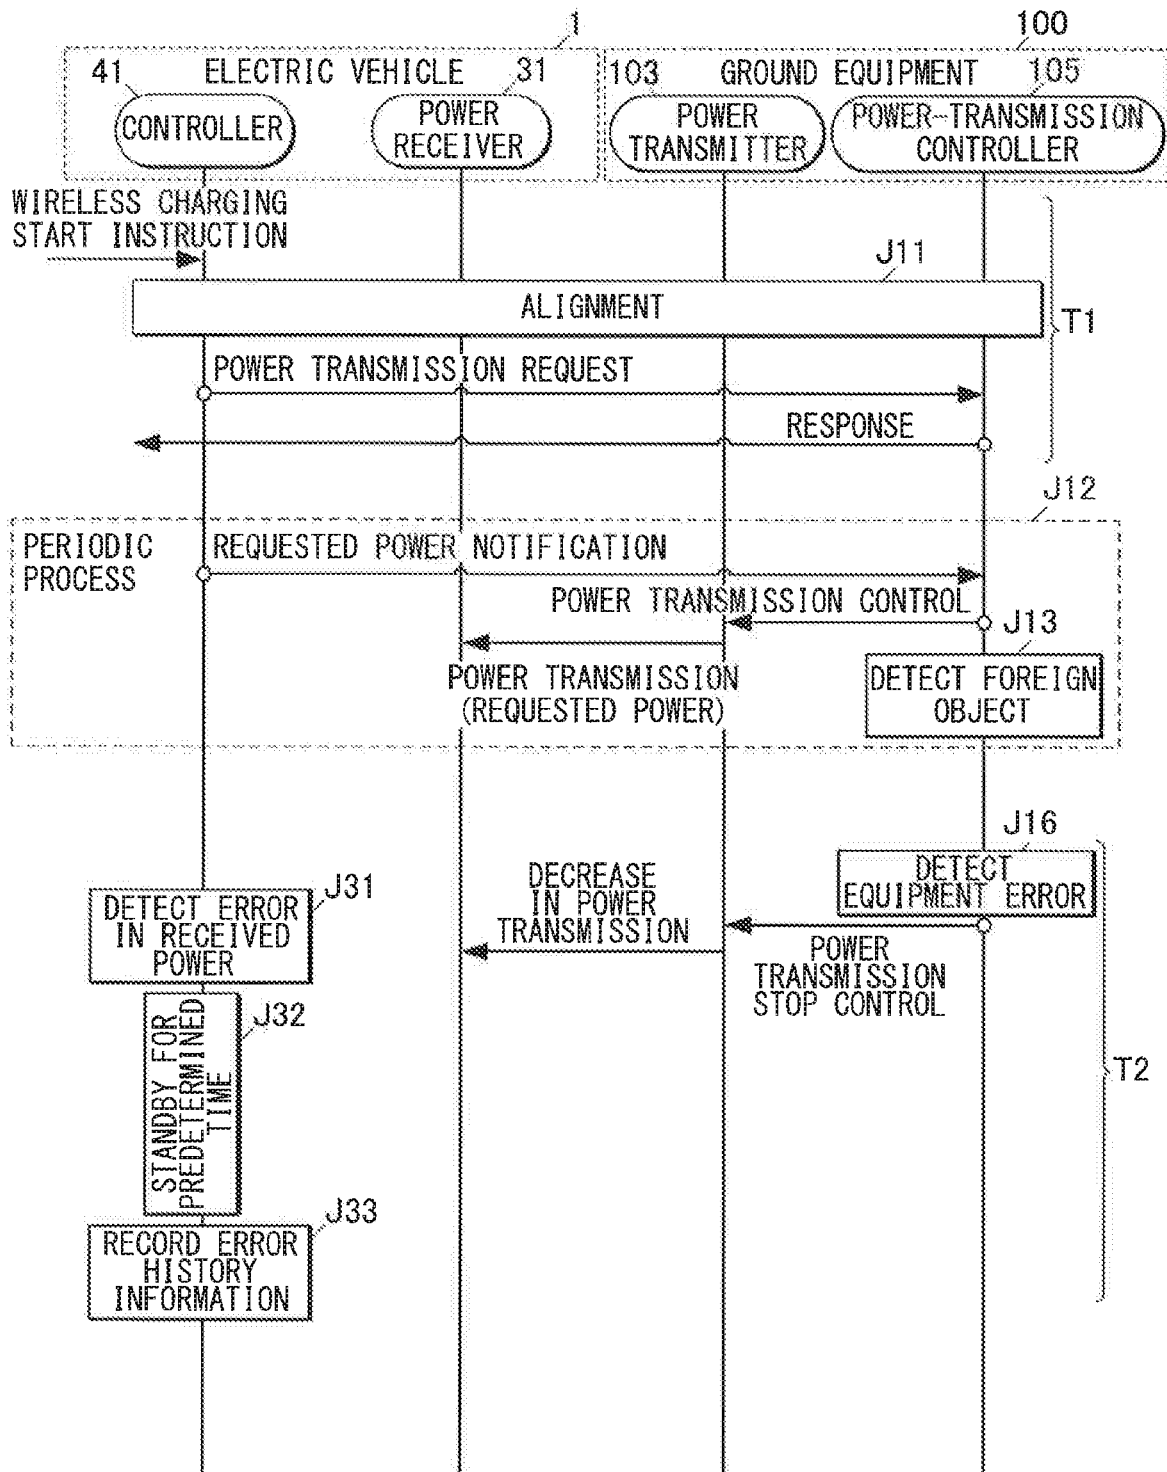 1
100
ELECTRIC VEHICLE
GROUND EQUIPMENT
41
31
103
105
CONTROLLER
POWER
RECEIVER
POWER
TRANSMITTER
POWER-TRANSMISSION
CONTROLLER
WIRELESS CHARGING
START INSTRUCTION
J11
ALIGNMENT
T1
POWER TRANSMISSION REQUEST
RESPONSE
J12
PERIODIC
PROCESS
REQUESTED POWER NOTIFICATION
POWER TRANSMISSION CONTROL
J13
POWER TRANSMISSION
(REQUESTED POWER)
DETECT FOREIGN
OBJECT
J16
DETECT
EQUIPMENT ERROR
DECREASE
IN POWER
TRANSMISSION
J31
DETECT ERROR
IN RECEIVED
POWER
POWER
TRANSMISSION
STOP CONTROL
J32
STANDBY FOR
PREDETERMINED
TIME
T2
J33
RECORD ERROR
HISTORY
INFORMATION